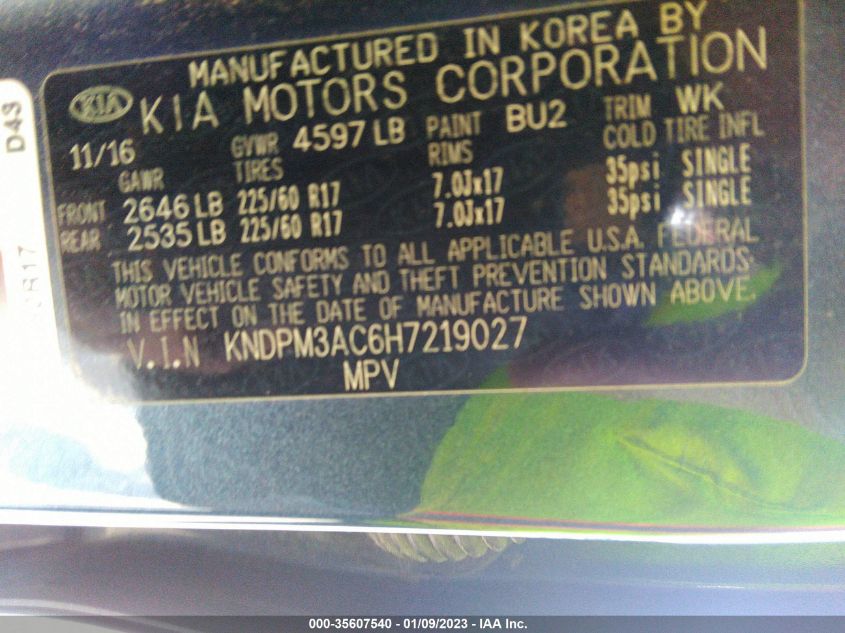 MANUFACTURED IN KOREA BY
KIA KIA MOTORS CORPORATION
11/16 GVWR 4597 LB PAINT BU2 TRIM WK
GAWR TIRES RIMS COLD TIRE INFL
FRONT 2646 LB 225/60 R17 7.0Jx17 35psi SINGLE
REAR 2535 LB 225/60 R17 7.0Jx17 35psi SINGLE
THIS VEHICLE CONFORMS TO ALL APPLICABLE U.S.A. FEDERAL
MOTOR VEHICLE SAFETY AND THEFT PREVENTION STANDARDS
IN EFFECT ON THE DATE OF MANUFACTURE SHOWN ABOVE.
V.I.N KNDPM3AC6H7219027
MPV
D43
000-35607540 - 01/09/2023 - IAA Inc.